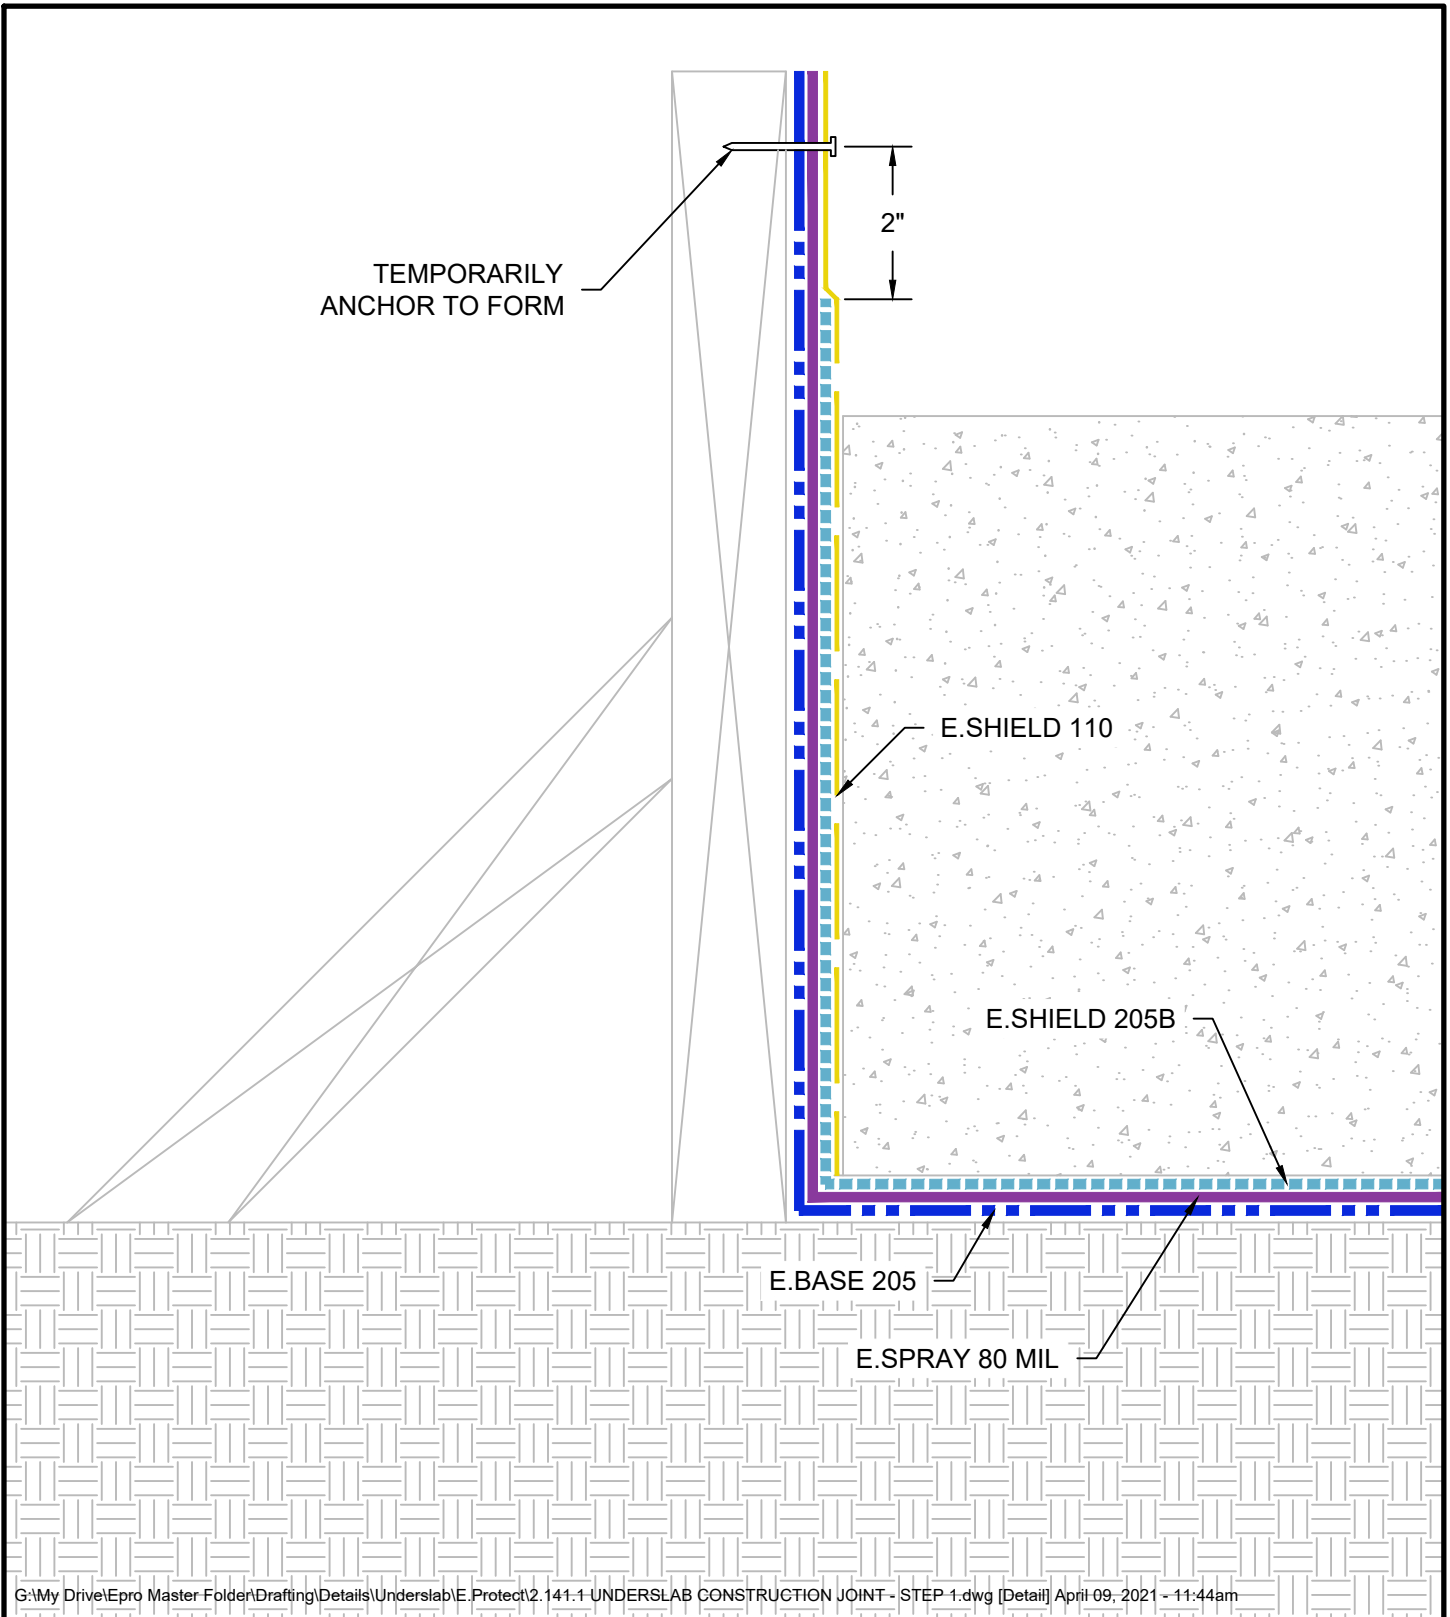 2"
TEMPORARILY
ANCHOR TO FORM
E.SHIELD 110
E.SHIELD 205B
E.BASE 205
E.SPRAY 80 MIL
G:\My Drive\Epro Master Folder\Drafting\Details\Underslab\E.Protect\2.141.1 UNDERSLAB CONSTRUCTION JOINT - STEP 1.dwg [Detail] April 09, 2021 - 11:44am